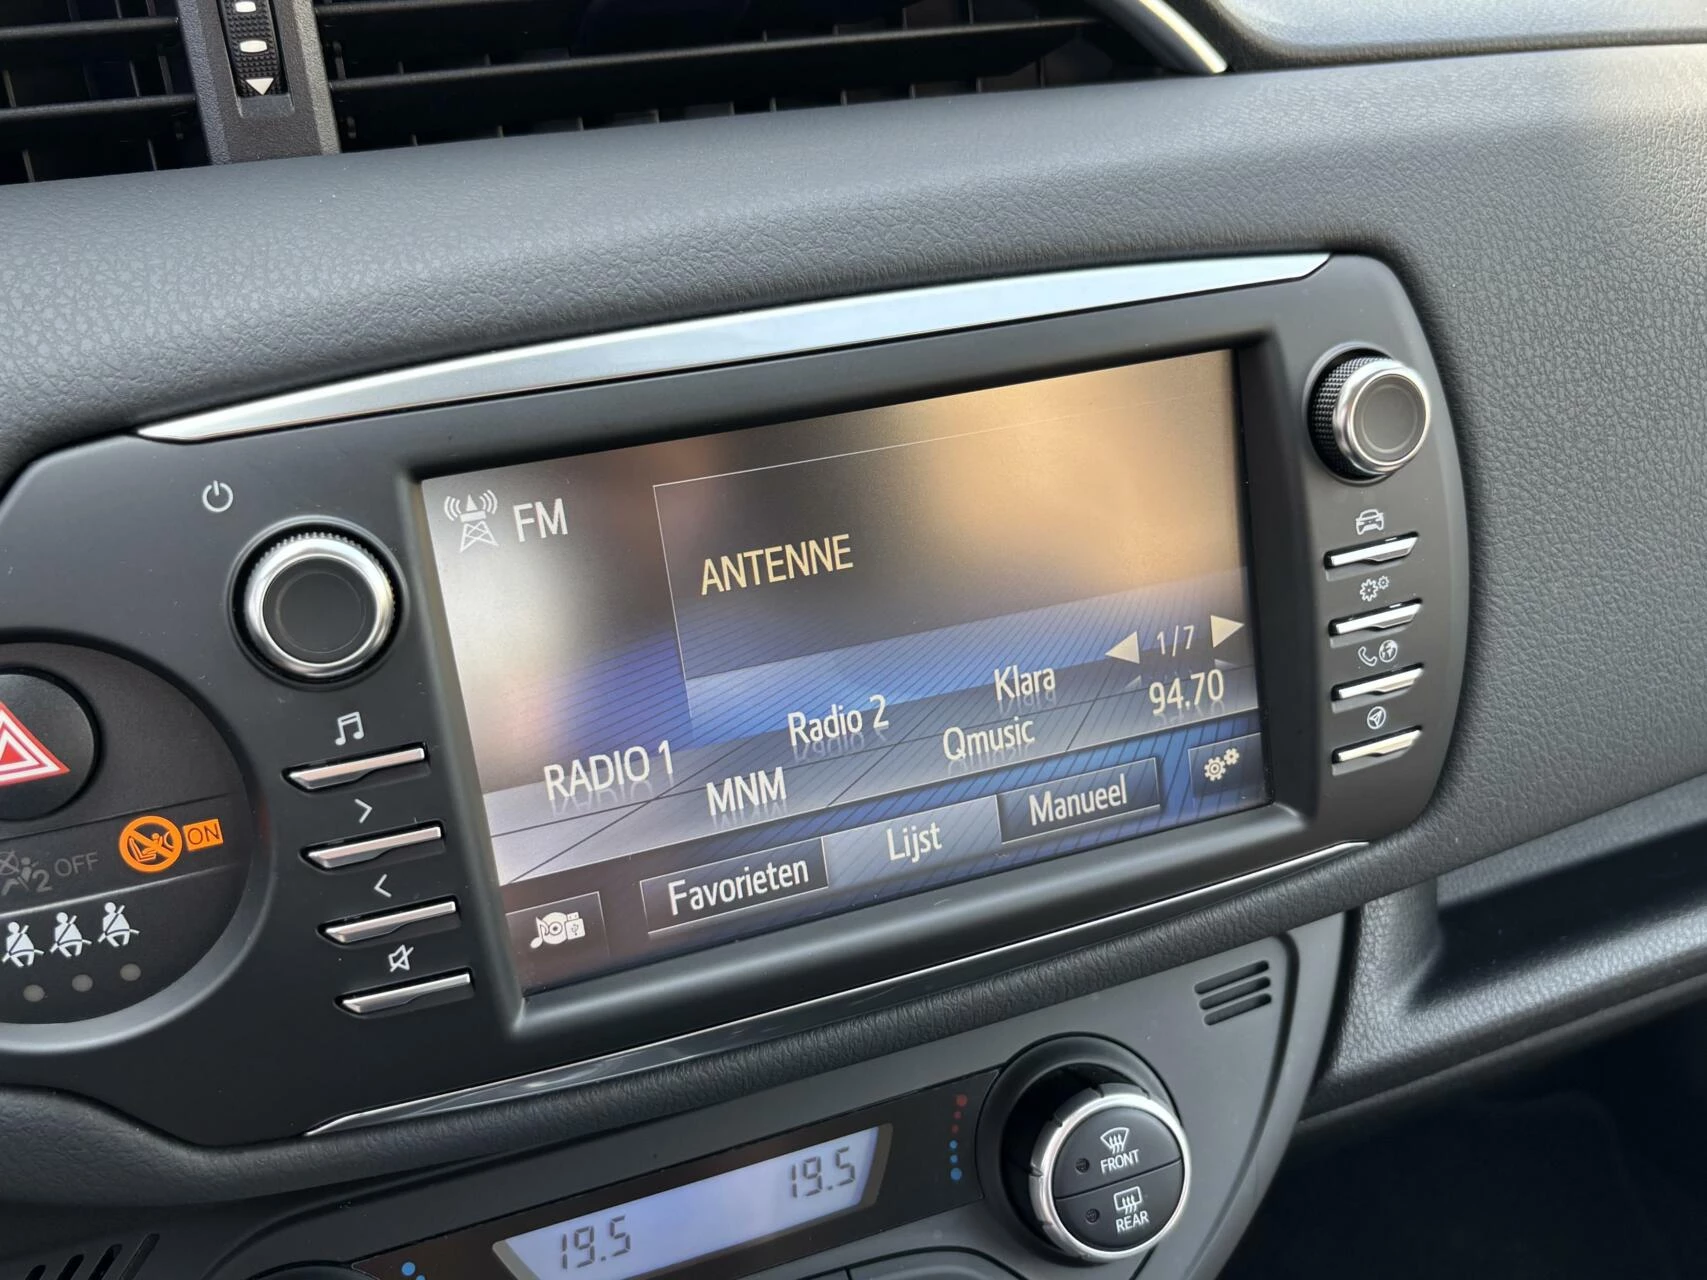 FM
ANTENNE
1/7
RADIO 1
Radio 2
Klara
MNM
Qmusic
94.70
Favorieten
Lijst
Manueel
ON
2 OFF
FRONT
REAR
19.5
19.5